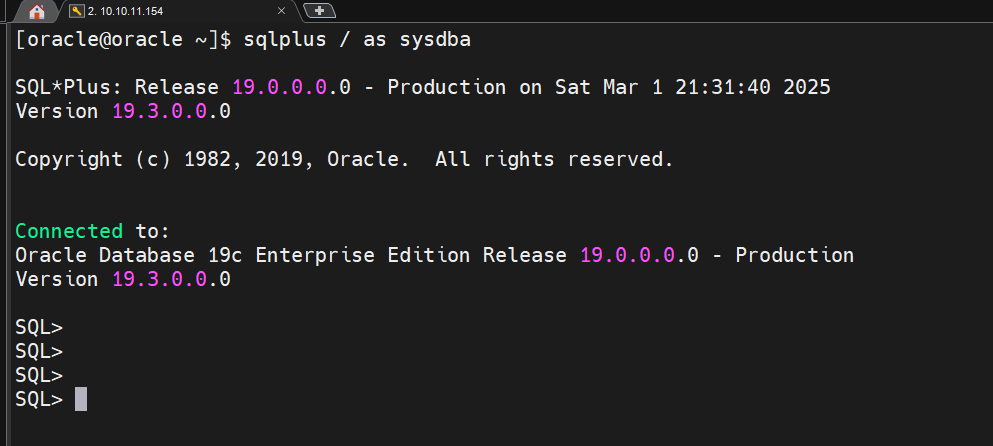 2. 10.10.11.154
[oracle@oracle ~]$ sqlplus / as sysdba
SQL*Plus: Release 19.0.0.0.0 - Production on Sat Mar 1 21:31:40 2025
Version 19.3.0.0.0
Copyright (c) 1982, 2019, Oracle.  All rights reserved.
Connected to:
Oracle Database 19c Enterprise Edition Release 19.0.0.0.0 - Production
Version 19.3.0.0.0
SQL>
SQL>
SQL>
SQL>